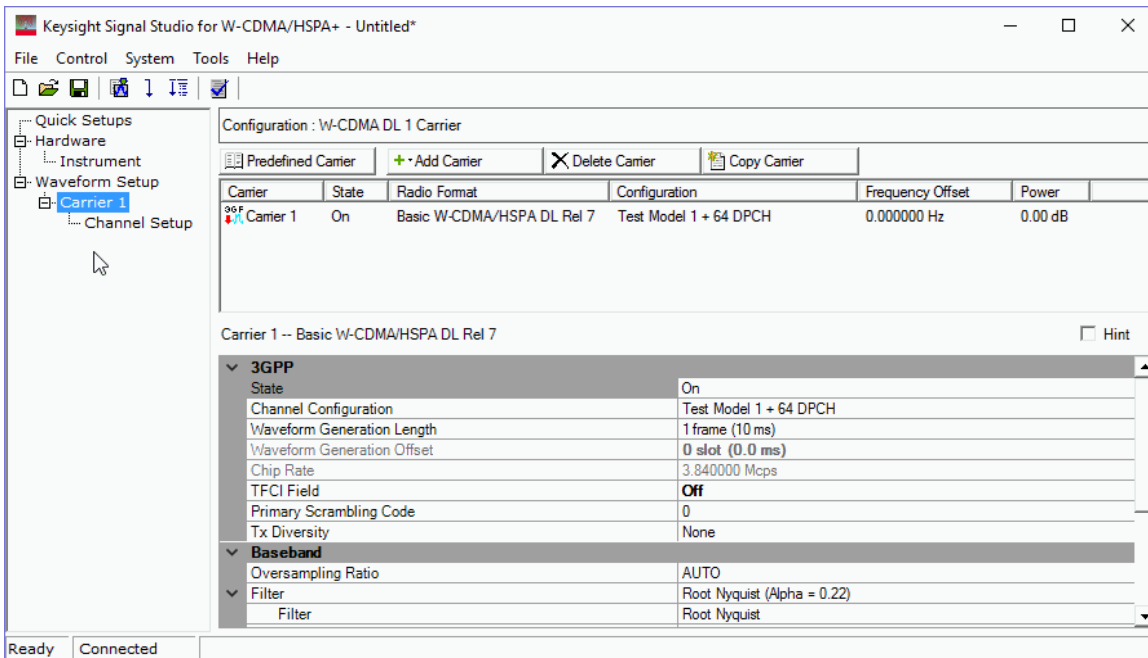 Keysight Signal Studio for W-CDMA/HSPA+ - Untitled*
File Control System Tools Help
Quick Setups
Hardware
Instrument
Waveform Setup
Carrier 1
Channel Setup
Configuration : W-CDMA DL 1 Carrier
Predefined Carrier + Add Carrier Delete Carrier Copy Carrier
Carrier State Radio Format Configuration Frequency Offset Power
3GPP Carrier 1 On Basic W-CDMA/HSPA DL Rel 7 Test Model 1 + 64 DPCH 0.000000 Hz 0.00 dB
Carrier 1 -- Basic W-CDMA/HSPA DL Rel 7 Hint
3GPP
State On
Channel Configuration Test Model 1 + 64 DPCH
Waveform Generation Length 1 frame (10 ms)
Waveform Generation Offset 0 slot (0.0 ms)
Chip Rate 3.840000 Mcps
TFCI Field Off
Primary Scrambling Code 0
Tx Diversity None
Baseband
Oversampling Ratio AUTO
Filter Root Nyquist (Alpha = 0.22)
Filter Root Nyquist
Ready Connected